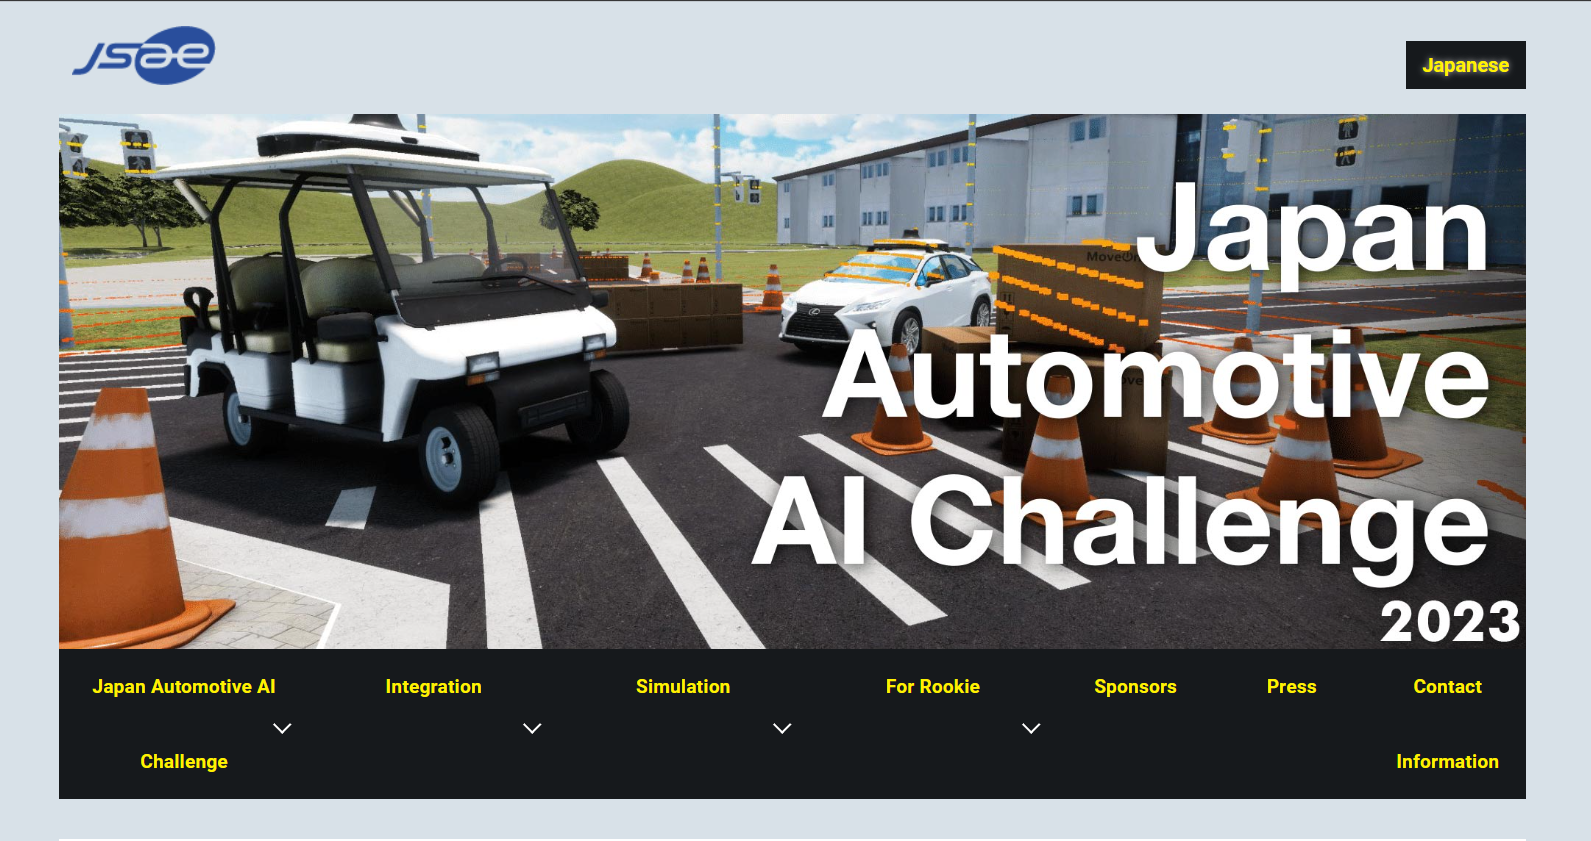 jsae
Japanese
Japan
Automotive
AI Challenge
2023
Japan Automotive AI
Challenge
Integration
Simulation
For Rookie
Sponsors
Press
Contact
Information